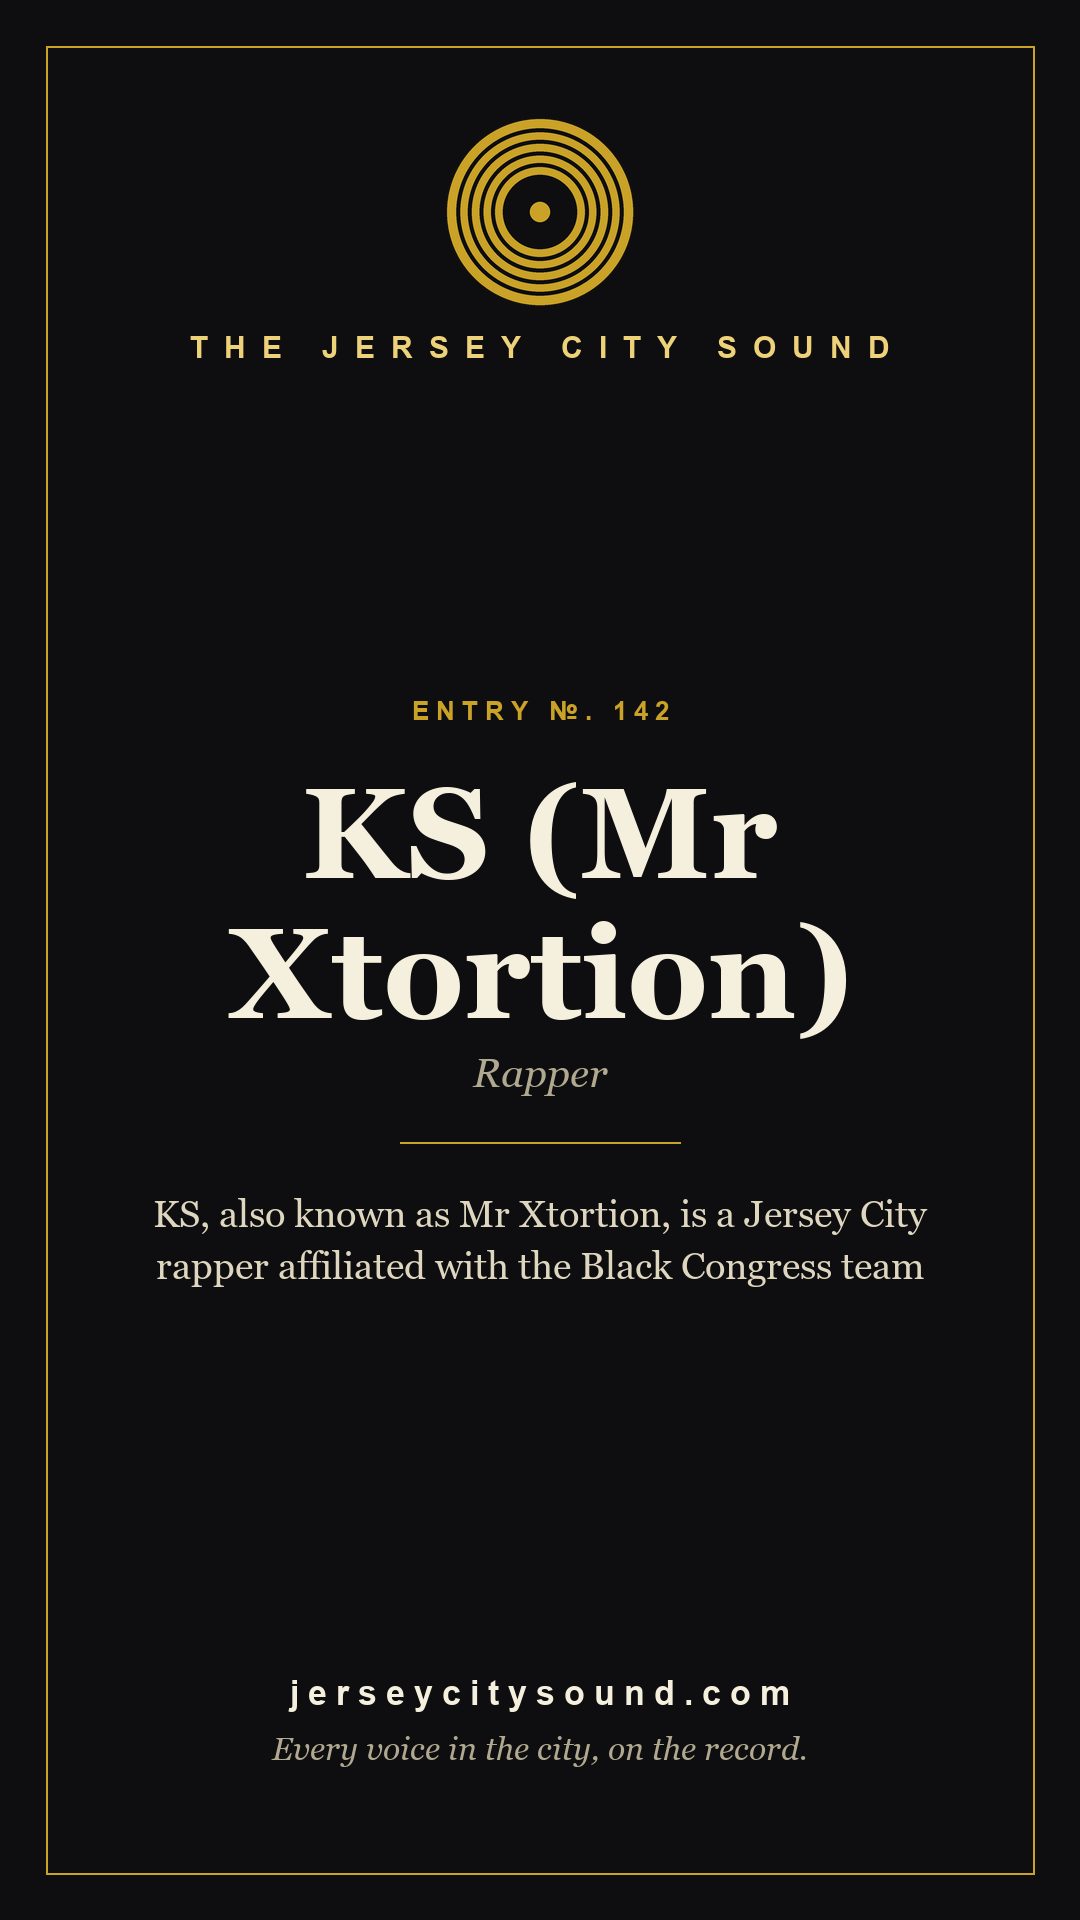 THE JERSEY CITY SOUND
ENTRY №. 142
KS (Mr
Xtortion)
Rapper
KS, also known as Mr Xtortion, is a Jersey City
rapper affiliated with the Black Congress team
jerseycitysound.com
Every voice in the city, on the record.